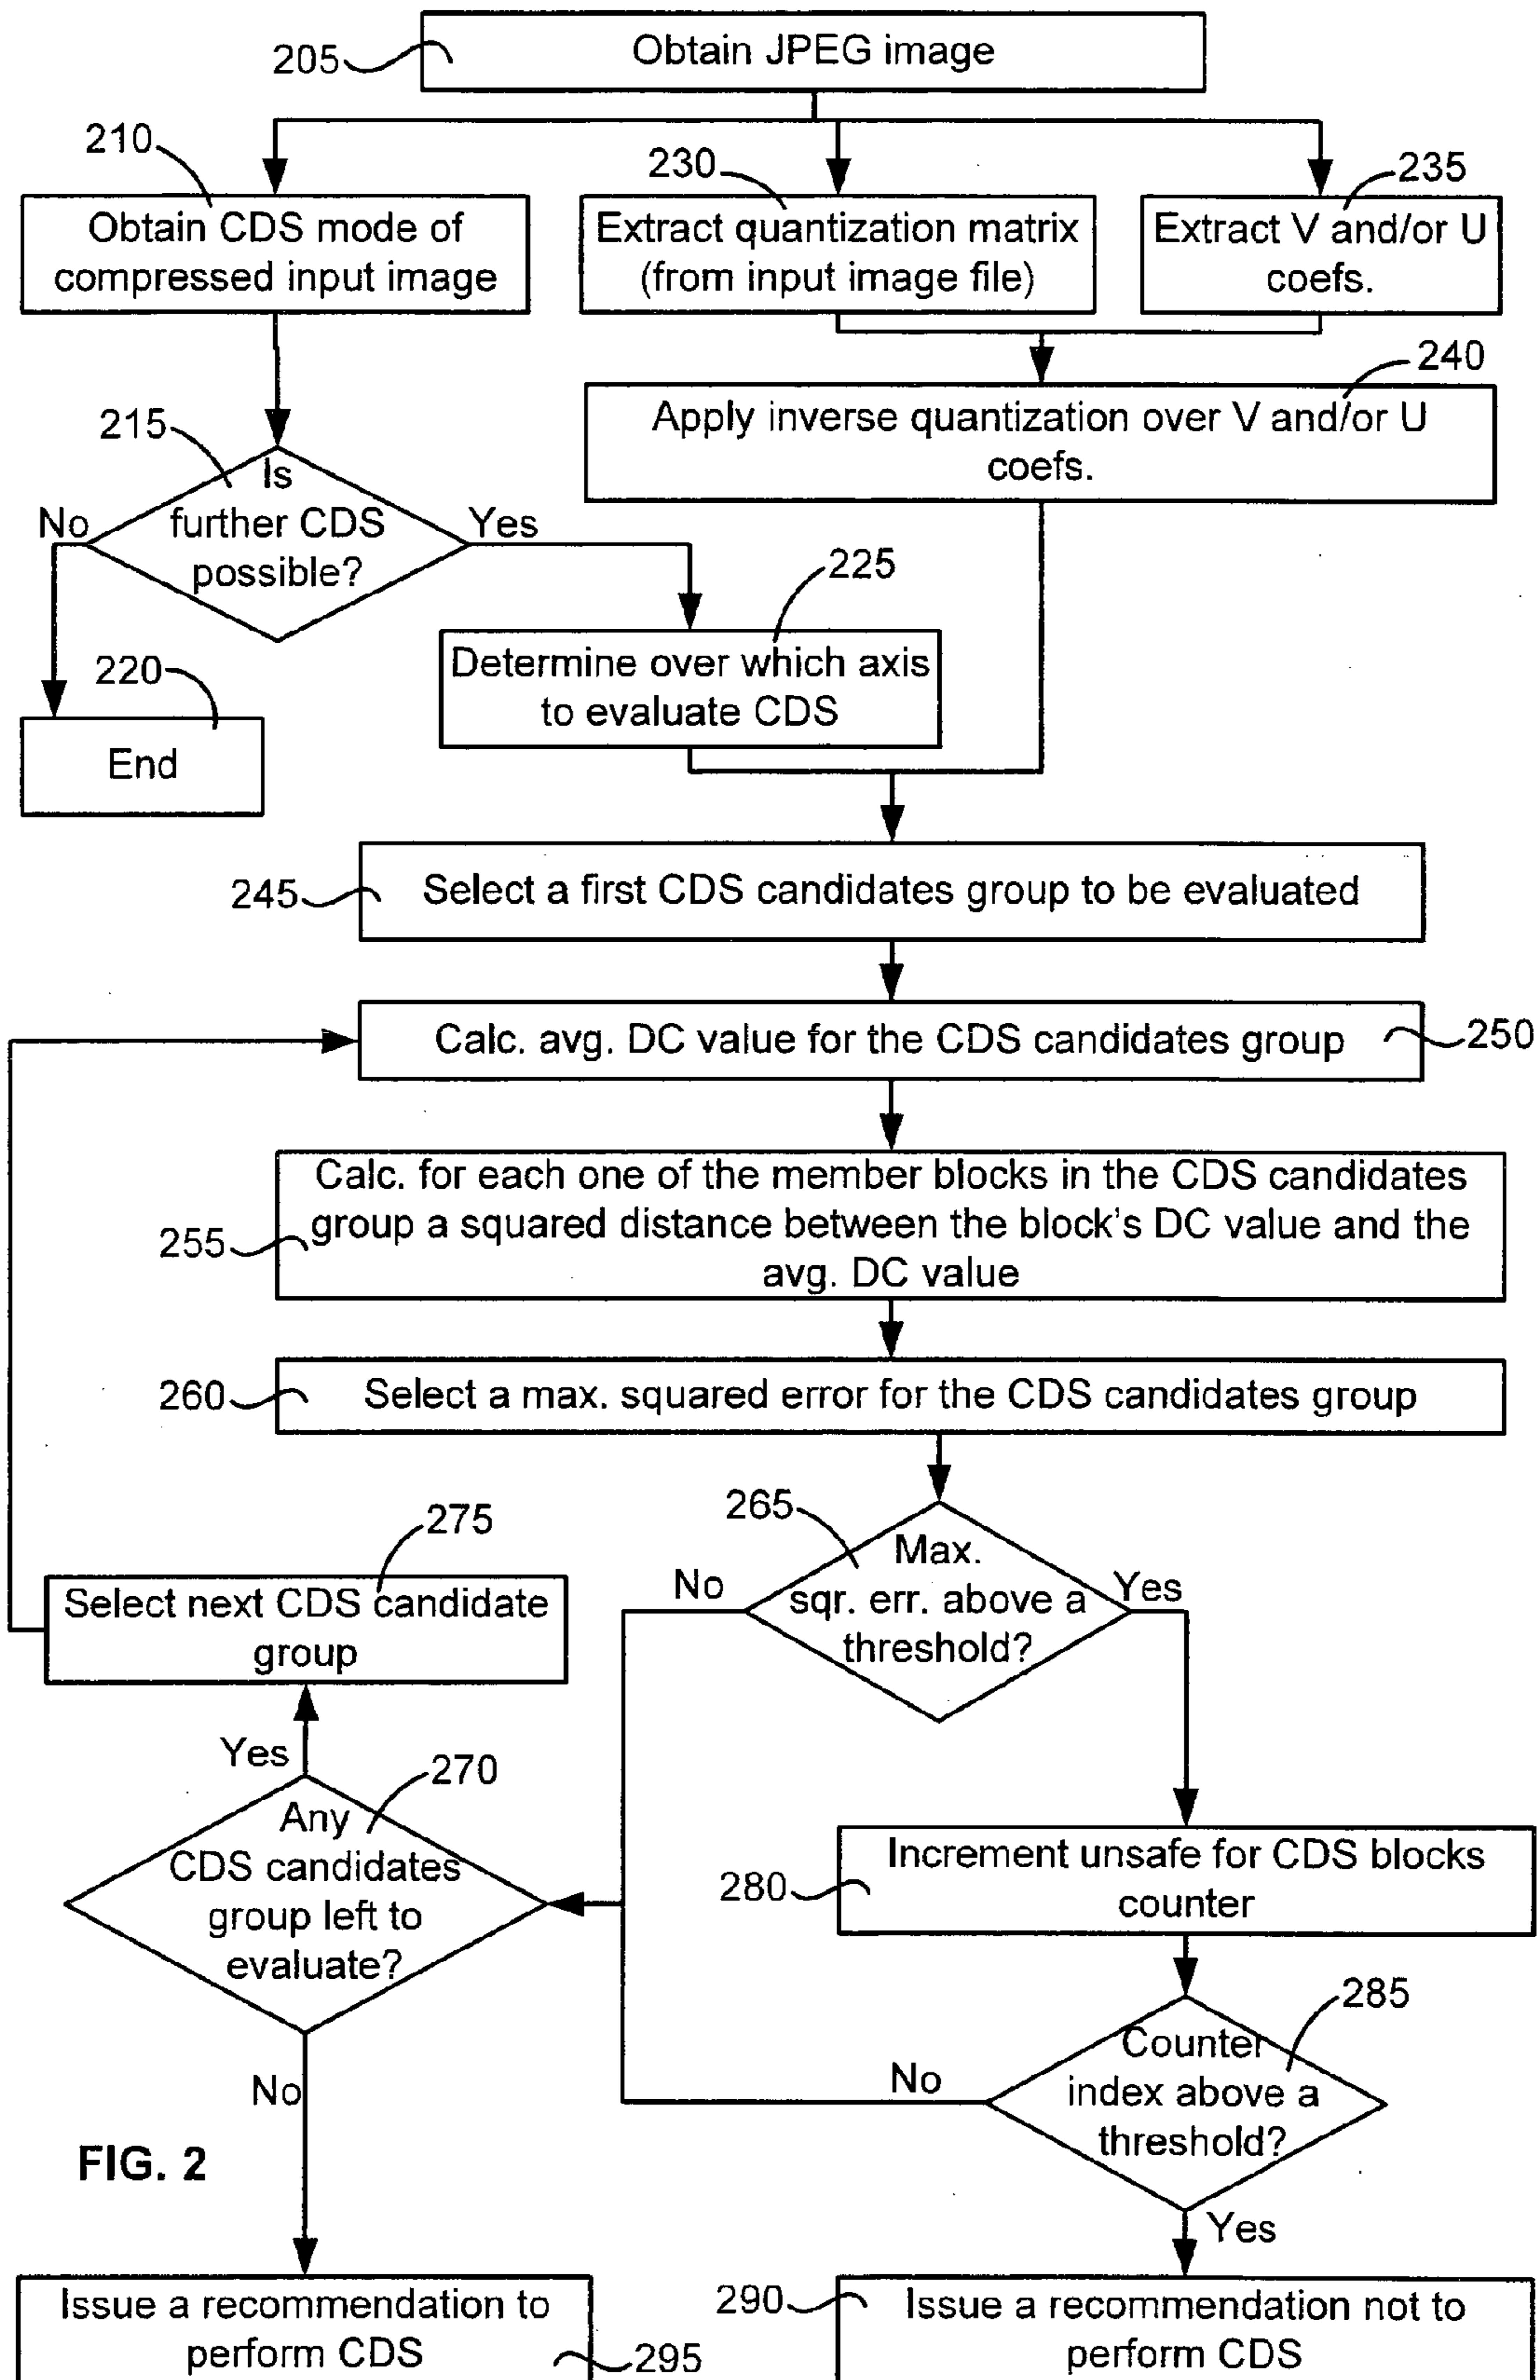 205
Obtain JPEG image
210
230
235
Obtain CDS mode of
compressed input image
Extract quantization matrix
(from input image file)
Extract V and/or U
coefs.
240
Apply inverse quantization over V and/or U
coefs.
215
Is
further CDS
possible?
No
Yes
225
Determine over which axis
to evaluate CDS
220
End
245
Select a first CDS candidates group to be evaluated
Calc. avg. DC value for the CDS candidates group
250
Calc. for each one of the member blocks in the CDS candidates
group a squared distance between the block's DC value and the
avg. DC value
255
260
Select a max. squared error for the CDS candidates group
265
Max.
sqr. err. above a
threshold?
No
Yes
275
Select next CDS candidate
group
Yes
270
Any
CDS candidates
group left to
evaluate?
280
Increment unsafe for CDS blocks
counter
285
Counter
index above a
threshold?
No
No
Yes
FIG. 2
Issue a recommendation to
perform CDS
295
290
Issue a recommendation not to
perform CDS